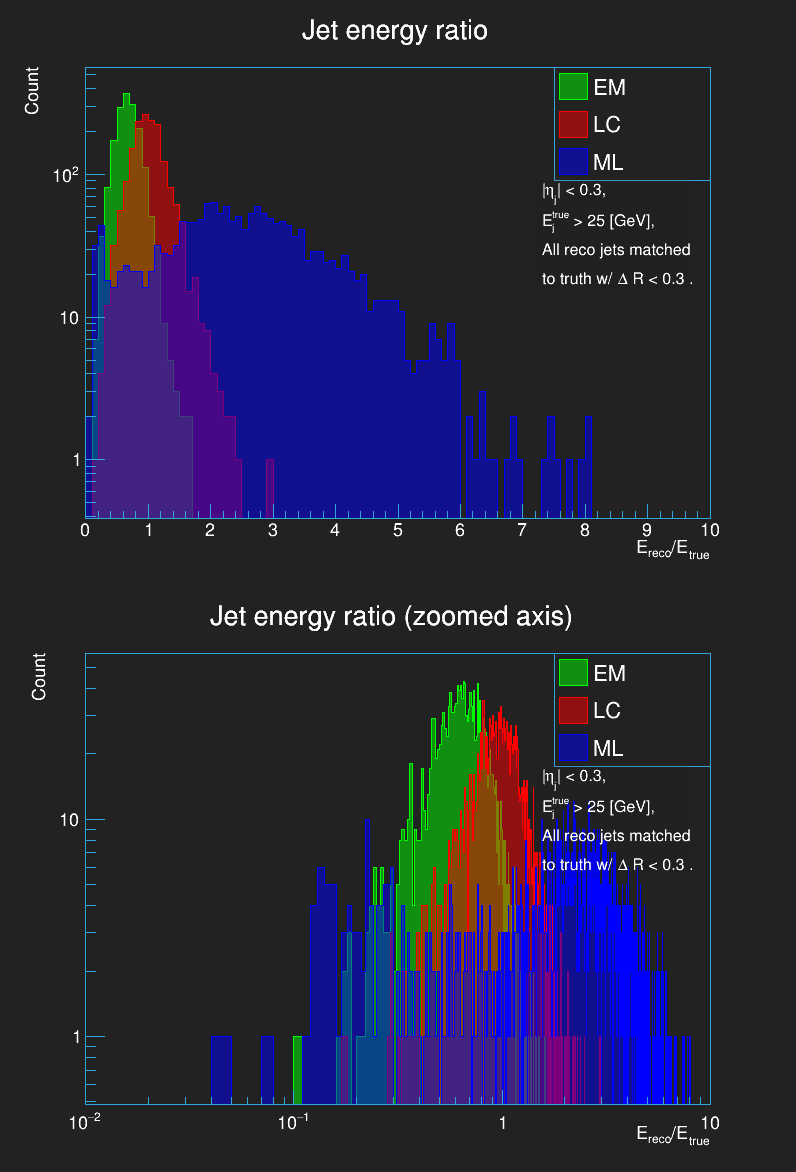 Jet energy ratio
Count
EM
LC
ML
|η_j| < 0.3,
E_j^true > 25 [GeV],
All reco jets matched
to truth w/ Δ R < 0.3 .
10²
10
1
0 1 2 3 4 5 6 7 8 9 10
E_reco/E_true
Jet energy ratio (zoomed axis)
Count
EM
LC
ML
|η_j| < 0.3,
E_j^true > 25 [GeV],
All reco jets matched
to truth w/ Δ R < 0.3 .
10
1
10⁻² 10⁻¹ 1 10
E_reco/E_true